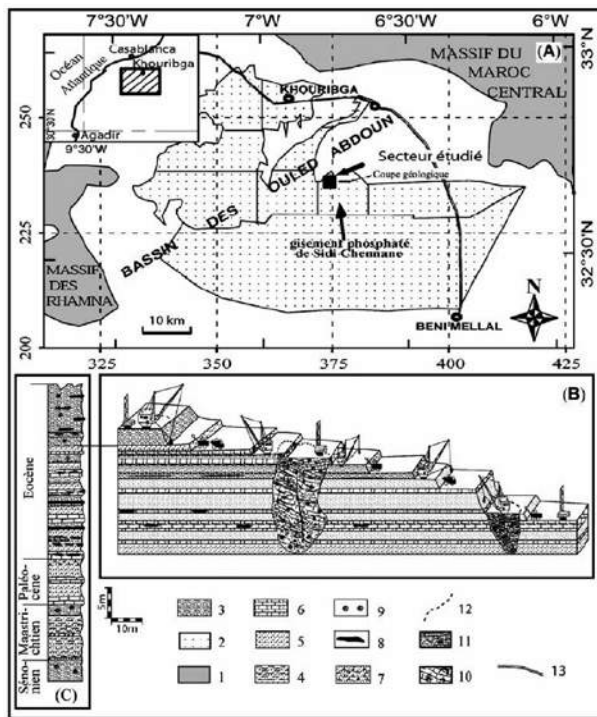 7°30'W
7°W
6°30'W
6°W
Océan
Atlantique
Casablanca
Khouribga
Agadir
9°30'W
30°30'N
MASSIF DU
MAROC
CENTRAL
(A)
33°N
32°30'N
KHOURIBGA
BASSIN DES OULED ABDOUN
Secteur étudié
Coupe géologique
gisement phosphaté
de Sidi Chennane
MASSIF
DES
RHAMNA
10 km
BENI MELLAL
N
250
225
200
325
350
375
400
425
(B)
Eocène
Paléo-
cène
Maastri-
chtien
Séno-
nien
(C)
5m
10m
3
6
9
12
2
5
8
11
1
4
7
10
13